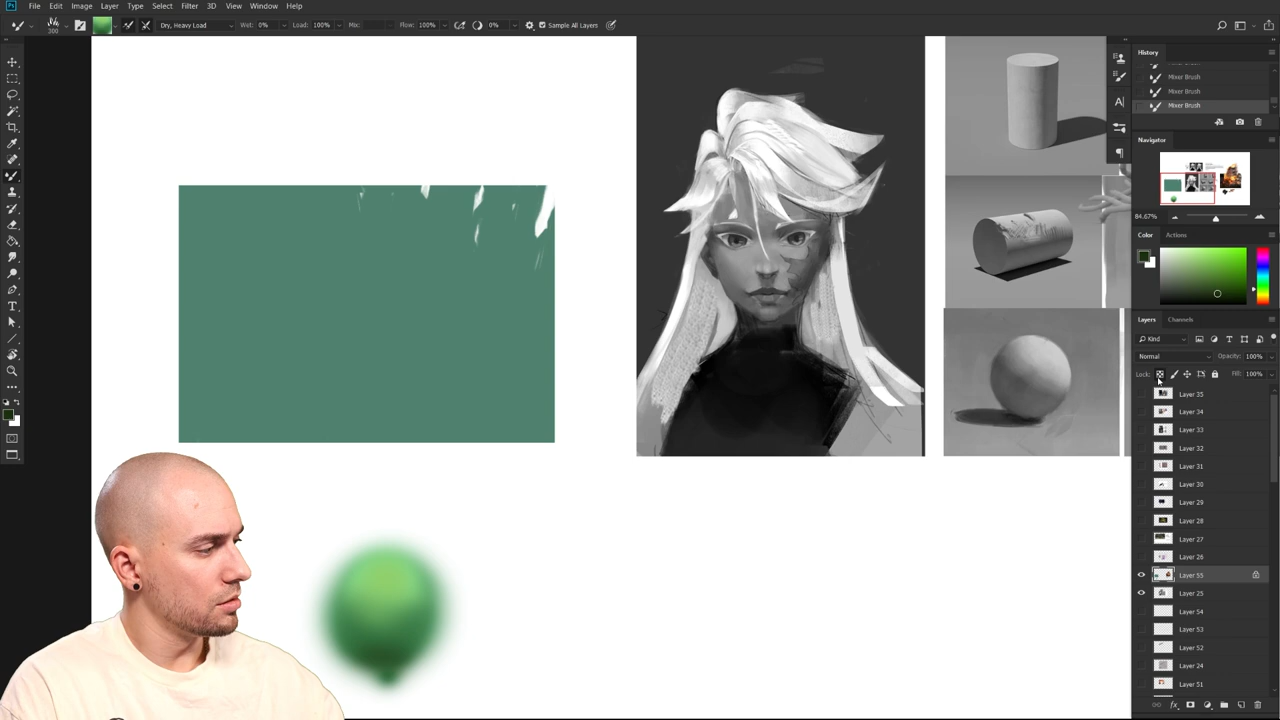 Ps File Edit Image Layer Type Select Filter 3D View Window Help
300 Dry, Heavy Load Wet: 0% Load: 100% Mix: Flow: 100% 0% Sample All Layers
History
Mixer Brush
Mixer Brush
Mixer Brush
Navigator
84.67%
Color Actions
Layers Channels
Kind
Normal Opacity: 100%
Lock: Fill: 100%
Layer 35
Layer 34
Layer 33
Layer 32
Layer 31
Layer 30
Layer 29
Layer 28
Layer 27
Layer 26
Layer 55
Layer 25
Layer 54
Layer 53
Layer 52
Layer 24
Layer 51